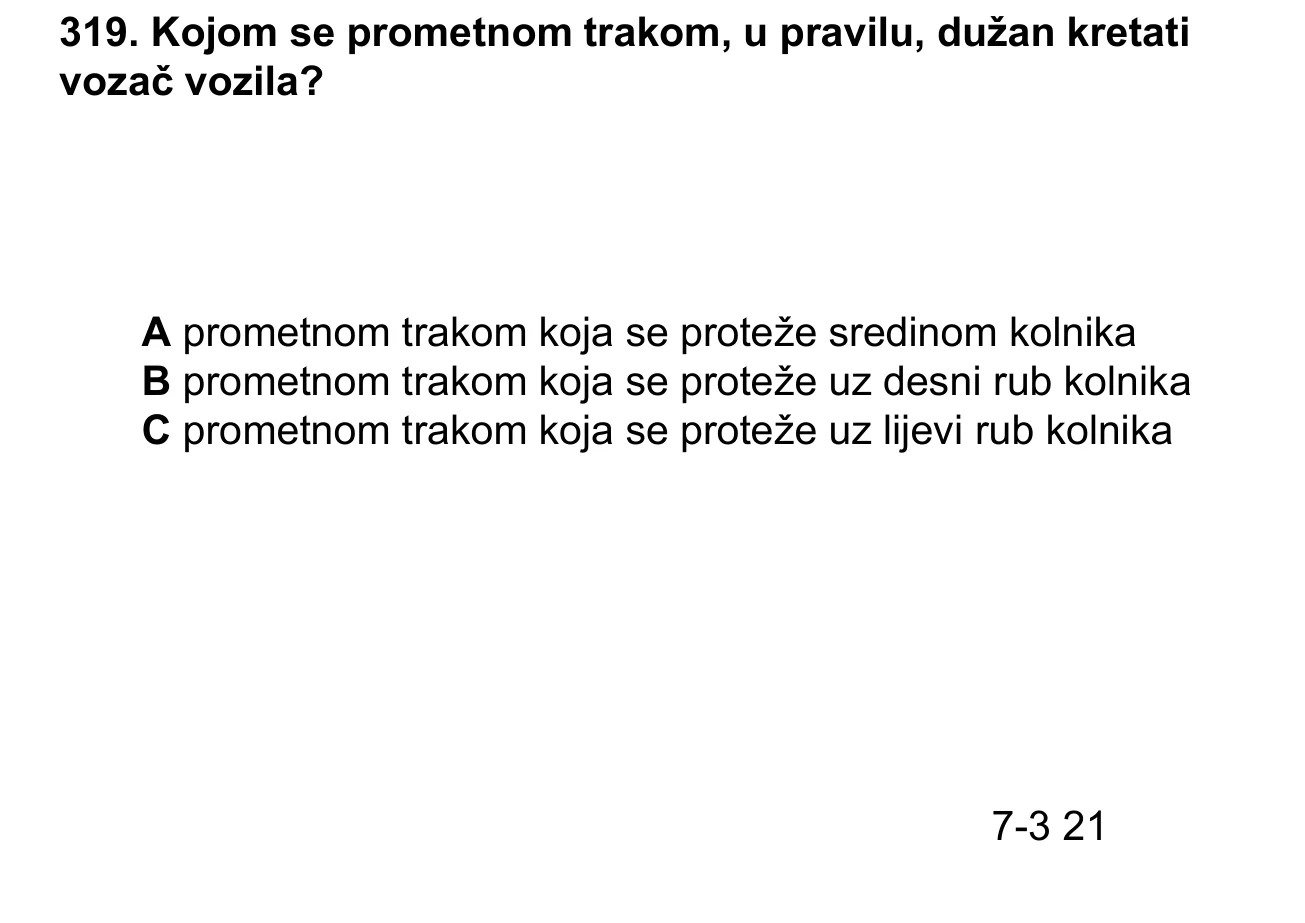 319. Kojom se prometnom trakom, u pravilu, dužan kretati
vozač vozila?
A prometnom trakom koja se proteže sredinom kolnika
B prometnom trakom koja se proteže uz desni rub kolnika
C prometnom trakom koja se proteže uz lijevi rub kolnika
7-3 21